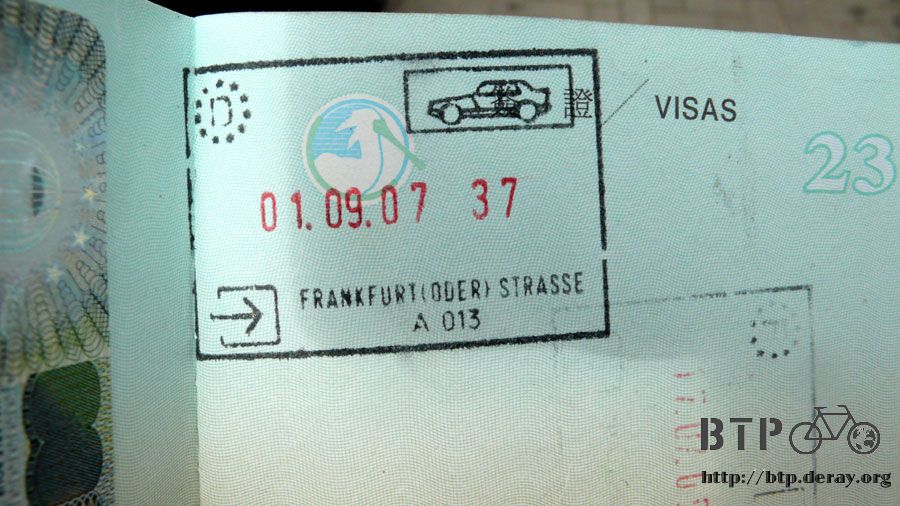 D
證 VISAS
23
01.09.07 37
FRANKFURT(ODER) STRASSE
A 013
BTP
http://btp.deray.org